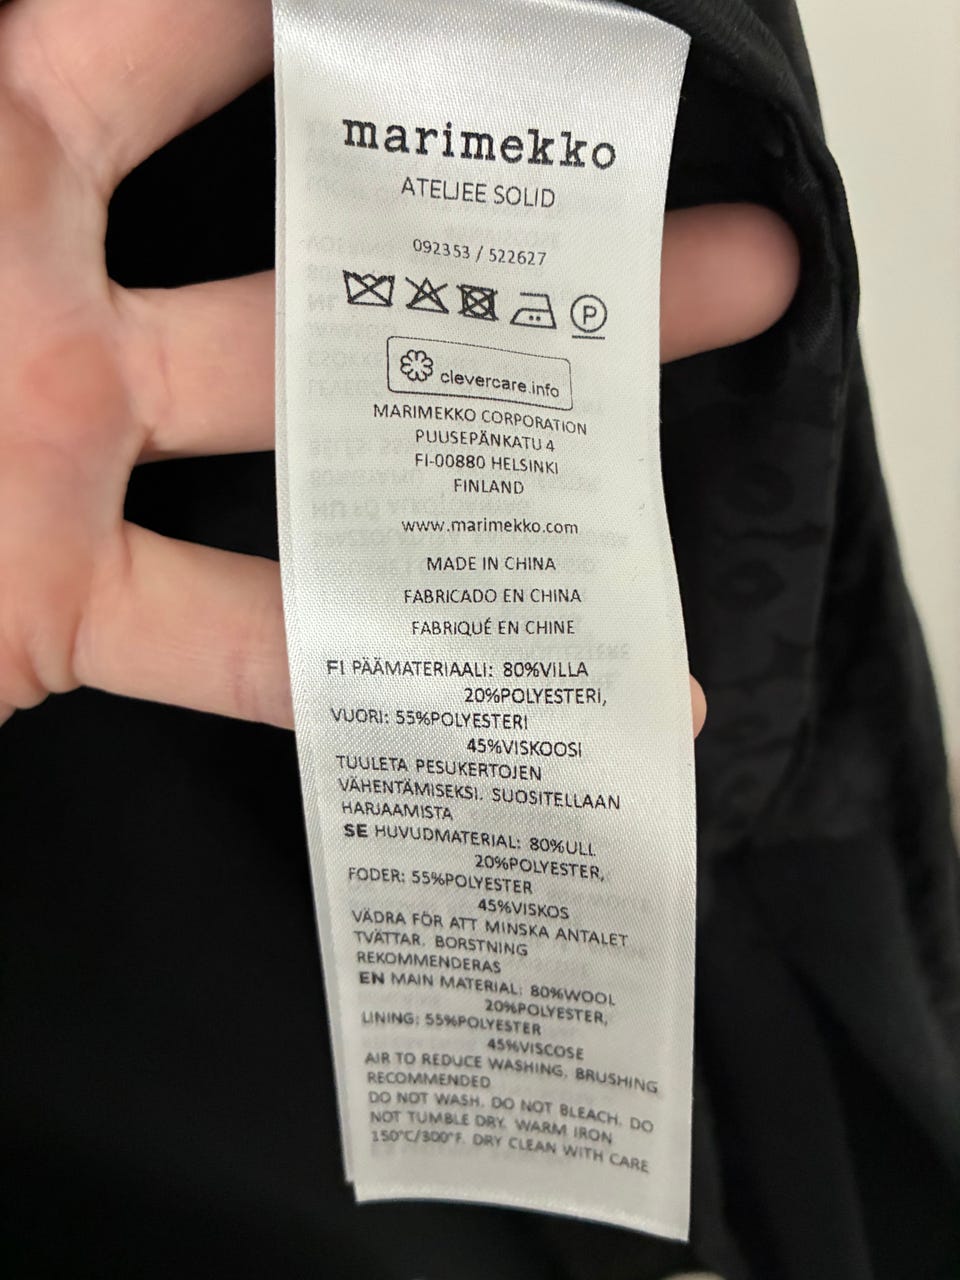 marimekko
ATELJEE SOLID
092353 / 522627
P
clevercare.info
MARIMEKKO CORPORATION
PUUSEPÄNKATU 4
FI-00880 HELSINKI
FINLAND
www.marimekko.com
MADE IN CHINA
FABRICADO EN CHINA
FABRIQUÉ EN CHINE
FI PÄÄMATERIAALI: 80%VILLA
20%POLYESTERI,
VUORI: 55%POLYESTERI
45%VISKOOSI
TUULETA PESUKERTOJEN
VÄHENTÄMISEKSI. SUOSITELLAAN
HARJAAMISTA
SE HUVUDMATERIAL: 80%ULL
20%POLYESTER,
FODER: 55%POLYESTER
45%VISKOS
VÄDRA FÖR ATT MINSKA ANTALET
TVÄTTAR. BORSTNING
REKOMMENDERAS
EN MAIN MATERIAL: 80%WOOL
20%POLYESTER,
LINING: 55%POLYESTER
45%VISCOSE
AIR TO REDUCE WASHING. BRUSHING
RECOMMENDED
DO NOT WASH. DO NOT BLEACH. DO
NOT TUMBLE DRY. WARM IRON
150°C/300°F. DRY CLEAN WITH CARE